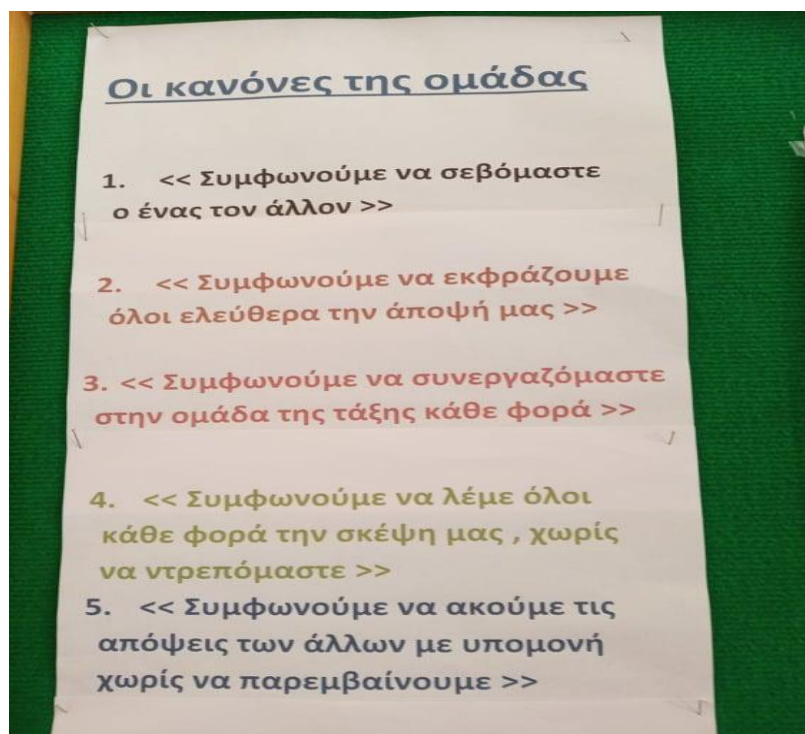 Οι κανόνες της ομάδας
1. << Συμφωνούμε να σεβόμαστε
ο ένας τον άλλον >>
2. << Συμφωνούμε να εκφράζουμε
όλοι ελεύθερα την άποψή μας >>
3. << Συμφωνούμε να συνεργαζόμαστε
στην ομάδα της τάξης κάθε φορά >>
4. << Συμφωνούμε να λέμε όλοι
κάθε φορά την σκέψη μας , χωρίς
να ντρεπόμαστε >>
5. << Συμφωνούμε να ακούμε τις
απόψεις των άλλων με υπομονή
χωρίς να παρεμβαίνουμε >>